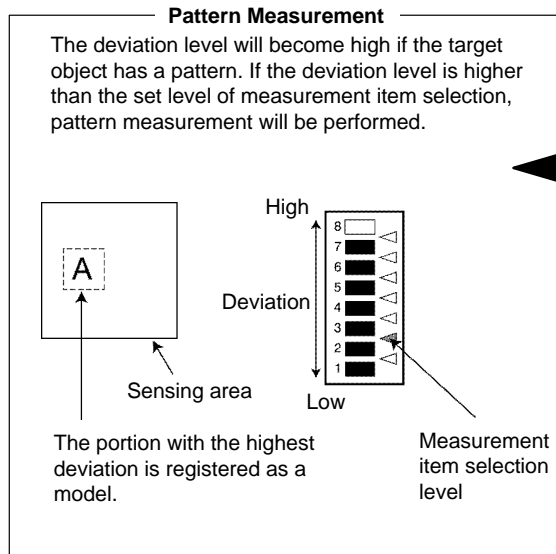 Pattern Measurement
The deviation level will become high if the target
object has a pattern. If the deviation level is higher
than the set level of measurement item selection,
pattern measurement will be performed.
High
8
7
A
6
5
Deviation
4
3
2
1
Sensing area
Low
The portion with the highest
deviation is registered as a
model.
Measurement
item selection
level